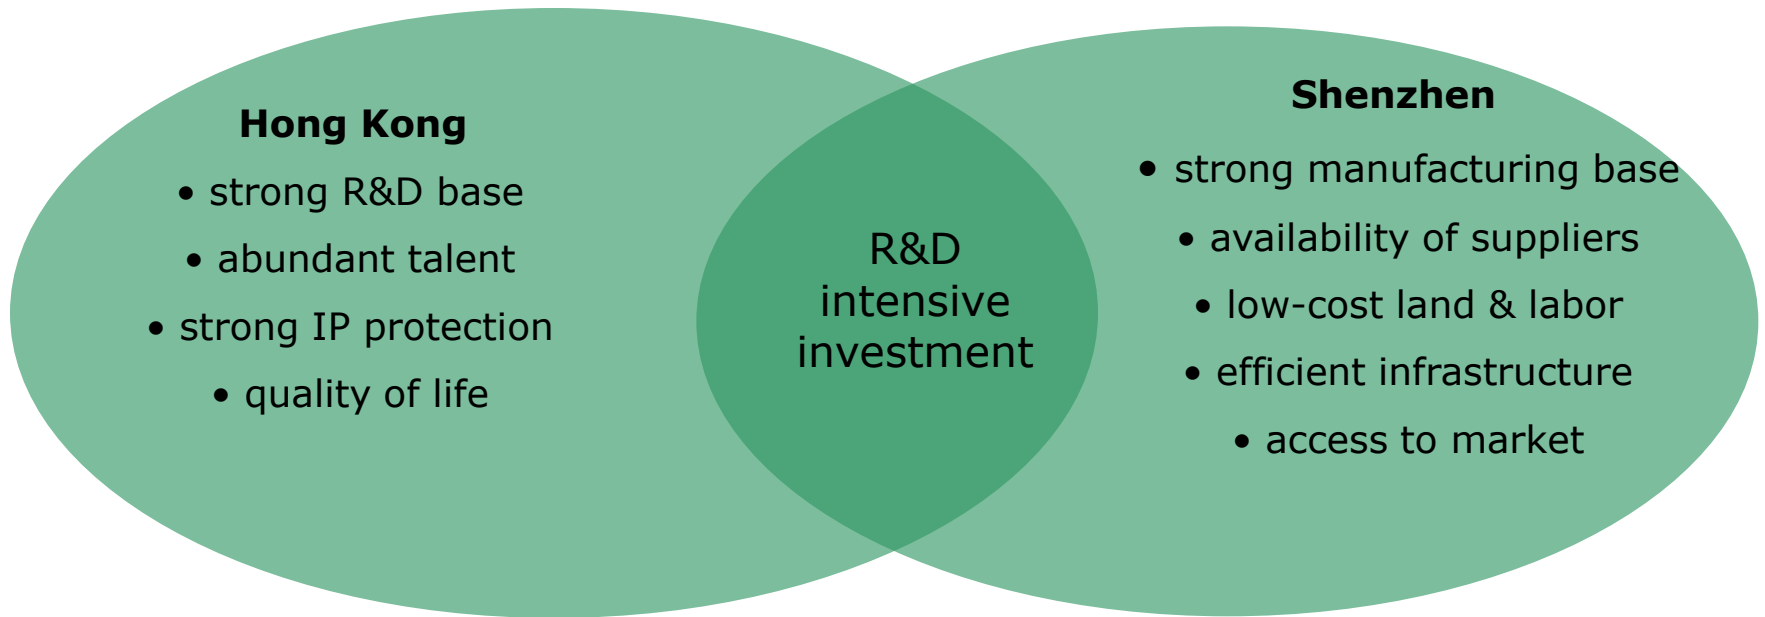 Hong Kong
• strong R&D base
• abundant talent
• strong IP protection
• quality of life
R&D
intensive
investment
Shenzhen
• strong manufacturing base
• availability of suppliers
• low-cost land & labor
• efficient infrastructure
• access to market